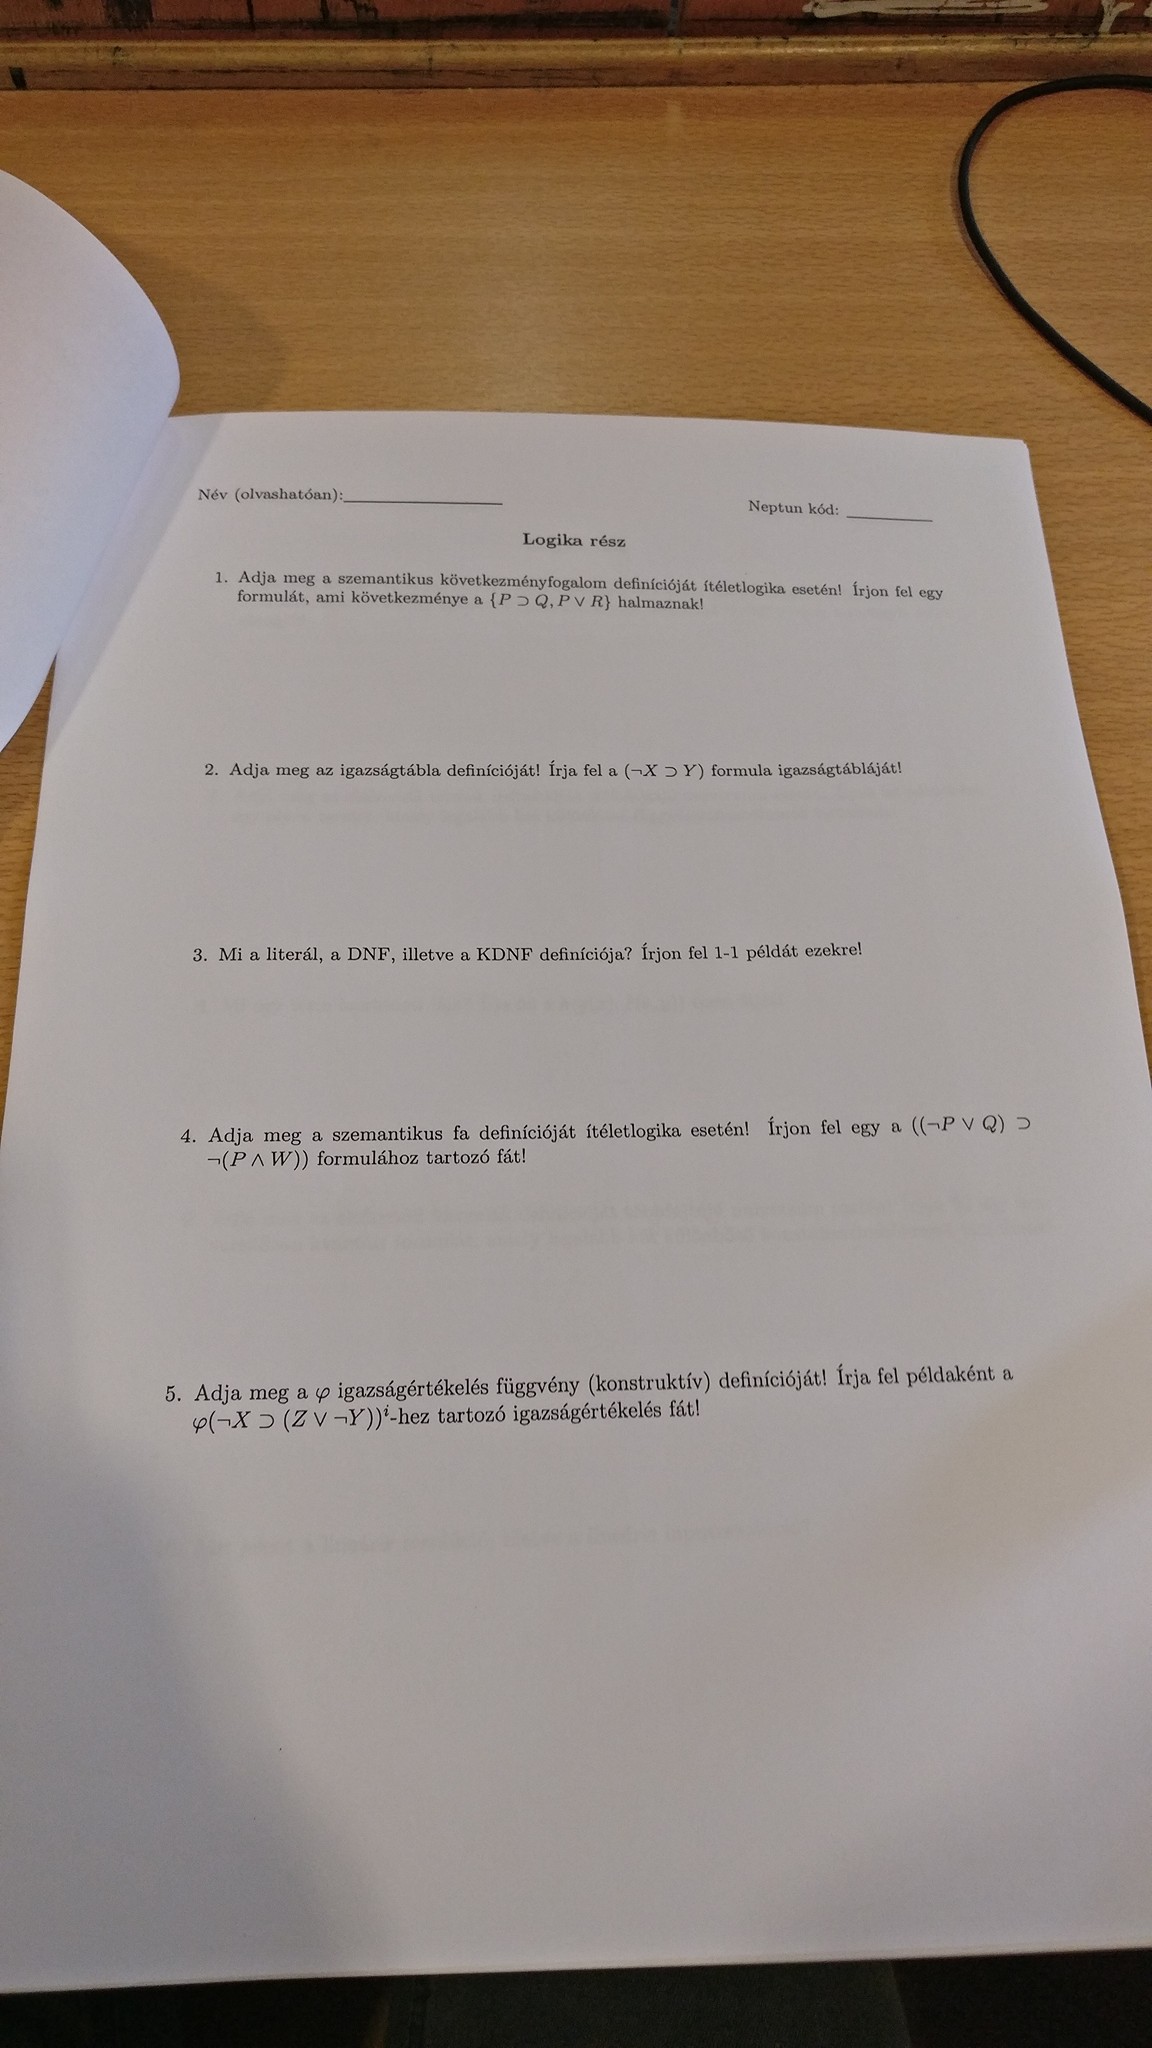 Név (olvashatóan):
Neptun kód:
Logika rész
1. Adja meg a szemantikus következményfogalom definícióját ítéletlogika esetén! Írjon fel egy
formulát, ami következménye a {P ⊃ Q, P ∨ R} halmaznak!
2. Adja meg az igazságtábla definícióját! Írja fel a (¬X ⊃ Y) formula igazságtábláját!
3. Mi a literál, a DNF, illetve a KDNF definíciója? Írjon fel 1-1 példát ezekre!
4. Adja meg a szemantikus fa definícióját ítéletlogika esetén! Írjon fel egy a ((¬P ∨ Q) ⊃
¬(P ∧ W)) formulához tartozó fát!
5. Adja meg a φ igazságértékelés függvény (konstruktív) definícióját! Írja fel példaként a
φ(¬X ⊃ (Z ∨ ¬Y))ⁱ-hez tartozó igazságértékelés fát!